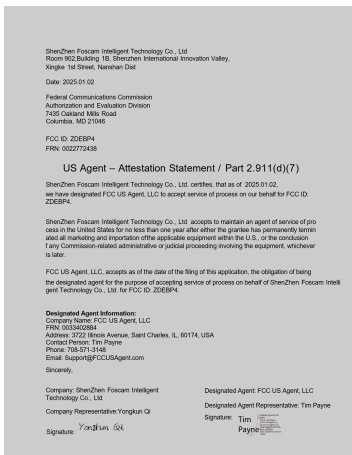 ShenZhen Foscam Intelligent Technology Co., Ltd
Room 902,Building 1B, Shenzhen International Innovation Valley,
Xingke 1st Street, Nanshan Dist
Date: 2025.01.02
Federal Communications Commission
Authorization and Evaluation Division
7435 Oakland Mills Road
Columbia, MD 21046
FCC ID: ZDEBP4
FRN: 0022772438
US Agent – Attestation Statement / Part 2.911(d)(7)
ShenZhen Foscam Intelligent Technology Co., Ltd. certifies, that as of 2025.01.02,
we have designated FCC US Agent, LLC to accept service of process on our behalf for FCC ID:
ZDEBP4.
ShenZhen Foscam Intelligent Technology Co., Ltd accepts to maintain an agent of service of pro
cess in the United States for no less than one year after either the grantee has permanently termin
ated all marketing and importation ofthe applicable equipment within the U.S., or the conclusion
f any Commission-related administrative or judicial proceeding involving the equipment, whichever
is later.
FCC US Agent, LLC, accepts as of the date of the filing of this application, the obligation of being
the designated agent for the purpose of accepting service of process on behalf of ShenZhen Foscam Intelli
gent Technology Co., Ltd. for FCC ID: ZDEBP4.
Designated Agent Information:
Company Name: FCC US Agent, LLC
FRN: 0033402884
Address: 3722 Illinois Avenue, Saint Charles, IL, 60174, USA
Contact Person: Tim Payne
Phone: 708-571-3148
Email: Support@FCCUSAgent.com
Sincerely,
Company: ShenZhen Foscam Intelligent
Technology Co., Ltd
Company Representative:Yongkun Qi
Signature: Yongkun Qi
Designated Agent: FCC US Agent, LLC
Designated Agent Representative: Tim Payne
Signature: Tim
Payne